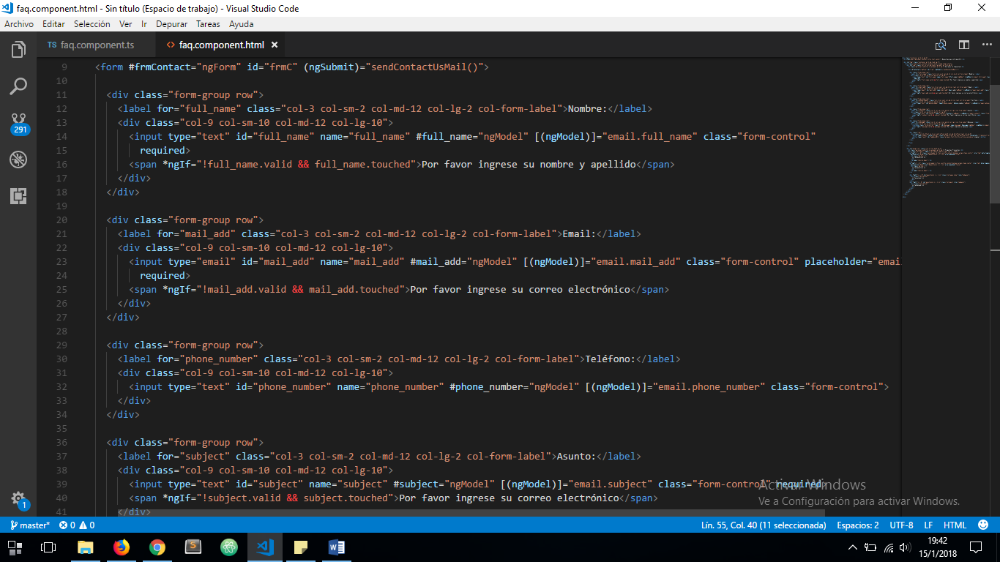 faq.component.html - Sin título (Espacio de trabajo) - Visual Studio Code
Archivo Editar Selección Ver Ir Depurar Tareas Ayuda
TS faq.component.ts <> faq.component.html ×
9 <form #frmContact="ngForm" id="frmC" (ngSubmit)="sendContactUsMail()">
10
11 <div class="form-group row">
12 <label for="full_name" class="col-3 col-sm-2 col-md-12 col-lg-2 col-form-label">Nombre:</label>
13 <div class="col-9 col-sm-10 col-md-12 col-lg-10">
14 <input type="text" id="full_name" name="full_name" #full_name="ngModel" [(ngModel)]="email.full_name" class="form-control"
15 required>
16 <span *ngIf="!full_name.valid && full_name.touched">Por favor ingrese su nombre y apellido</span>
17 </div>
18 </div>
19
20 <div class="form-group row">
21 <label for="mail_add" class="col-3 col-sm-2 col-md-12 col-lg-2 col-form-label">Email:</label>
22 <div class="col-9 col-sm-10 col-md-12 col-lg-10">
23 <input type="email" id="mail_add" name="mail_add" #mail_add="ngModel" [(ngModel)]="email.mail_add" class="form-control" placeholder="emai
24 required>
25 <span *ngIf="!mail_add.valid && mail_add.touched">Por favor ingrese su correo electrónico</span>
26 </div>
27 </div>
28
29 <div class="form-group row">
30 <label for="phone_number" class="col-3 col-sm-2 col-md-12 col-lg-2 col-form-label">Teléfono:</label>
31 <div class="col-9 col-sm-10 col-md-12 col-lg-10">
32 <input type="text" id="phone_number" name="phone_number" #phone_number="ngModel" [(ngModel)]="email.phone_number" class="form-control">
33 </div>
34 </div>
35
36 <div class="form-group row">
37 <label for="subject" class="col-3 col-sm-2 col-md-12 col-lg-2 col-form-label">Asunto:</label>
38 <div class="col-9 col-sm-10 col-md-12 col-lg-10">
39 <input type="text" id="subject" name="subject" #subject="ngModel" [(ngModel)]="email.subject" class="form-control" required>
40 <span *ngIf="!subject.valid && subject.touched">Por favor ingrese su correo electrónico</span>
41 </div>
291
1
Activar Windows
Ve a Configuración para activar Windows.
master* 0 0 Lín. 55, Col. 40 (11 seleccionada) Espacios: 2 UTF-8 LF HTML
19:42
15/1/2018